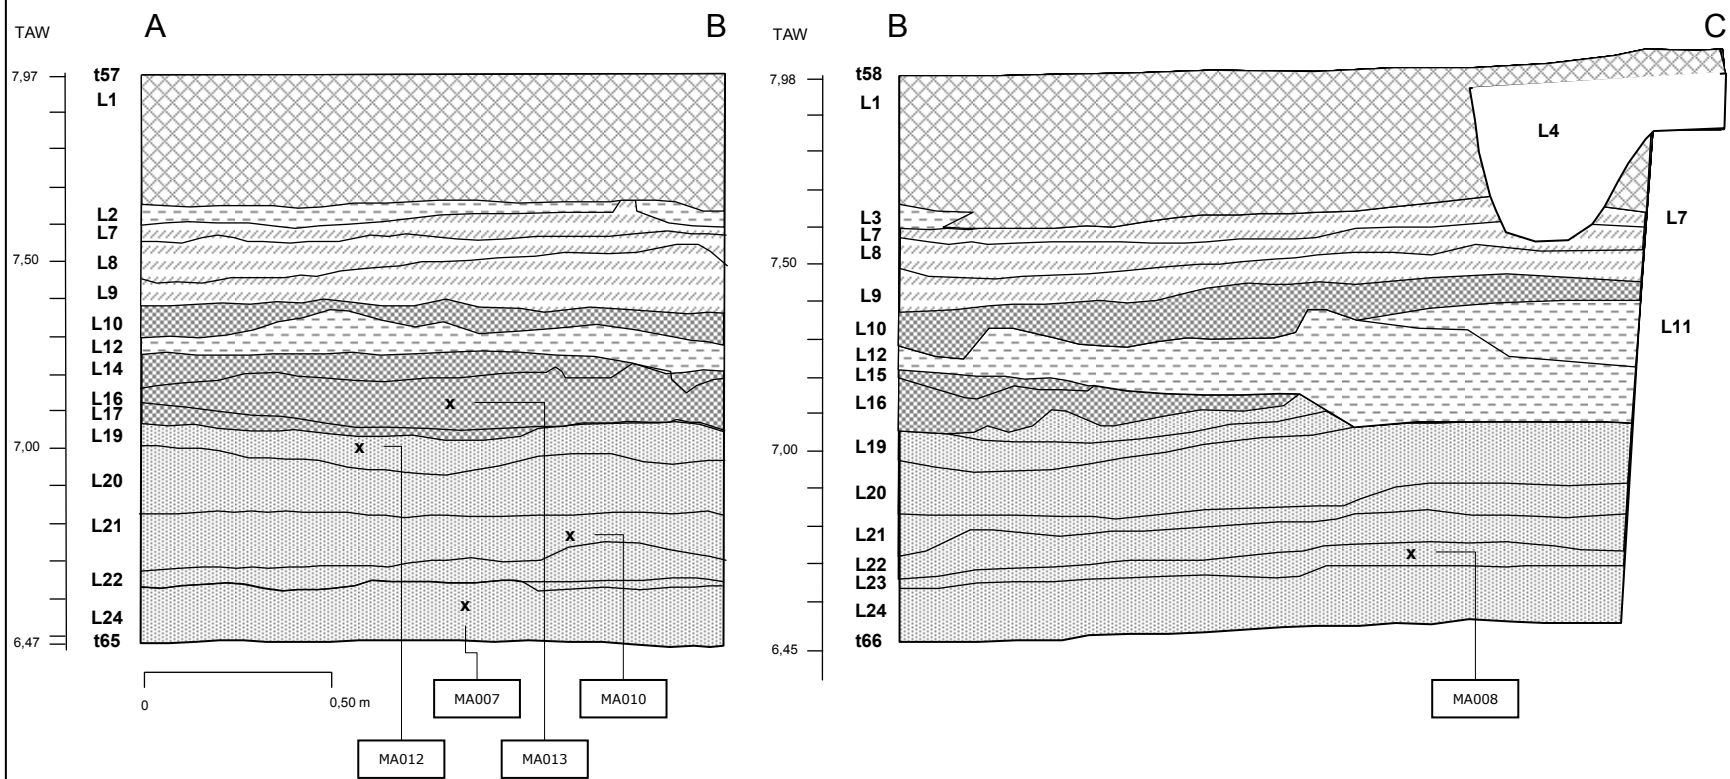 A
B
B
C
TAW
TAW
7,97
t57
7,98
t58
L1
L1
L4
L2
L3
L7
L7
L7
L8
7,50
L8
7,50
L9
L9
L10
L10
L11
L12
L12
L14
L15
L16
L16
L17
L19
7,00
x
x
L19
7,00
L20
L20
L21
x
L21
x
L22
L22
L23
L24
x
L24
6,47
t65
t66
6,45
0
0,50 m
MA007
MA010
MA008
MA012
MA013